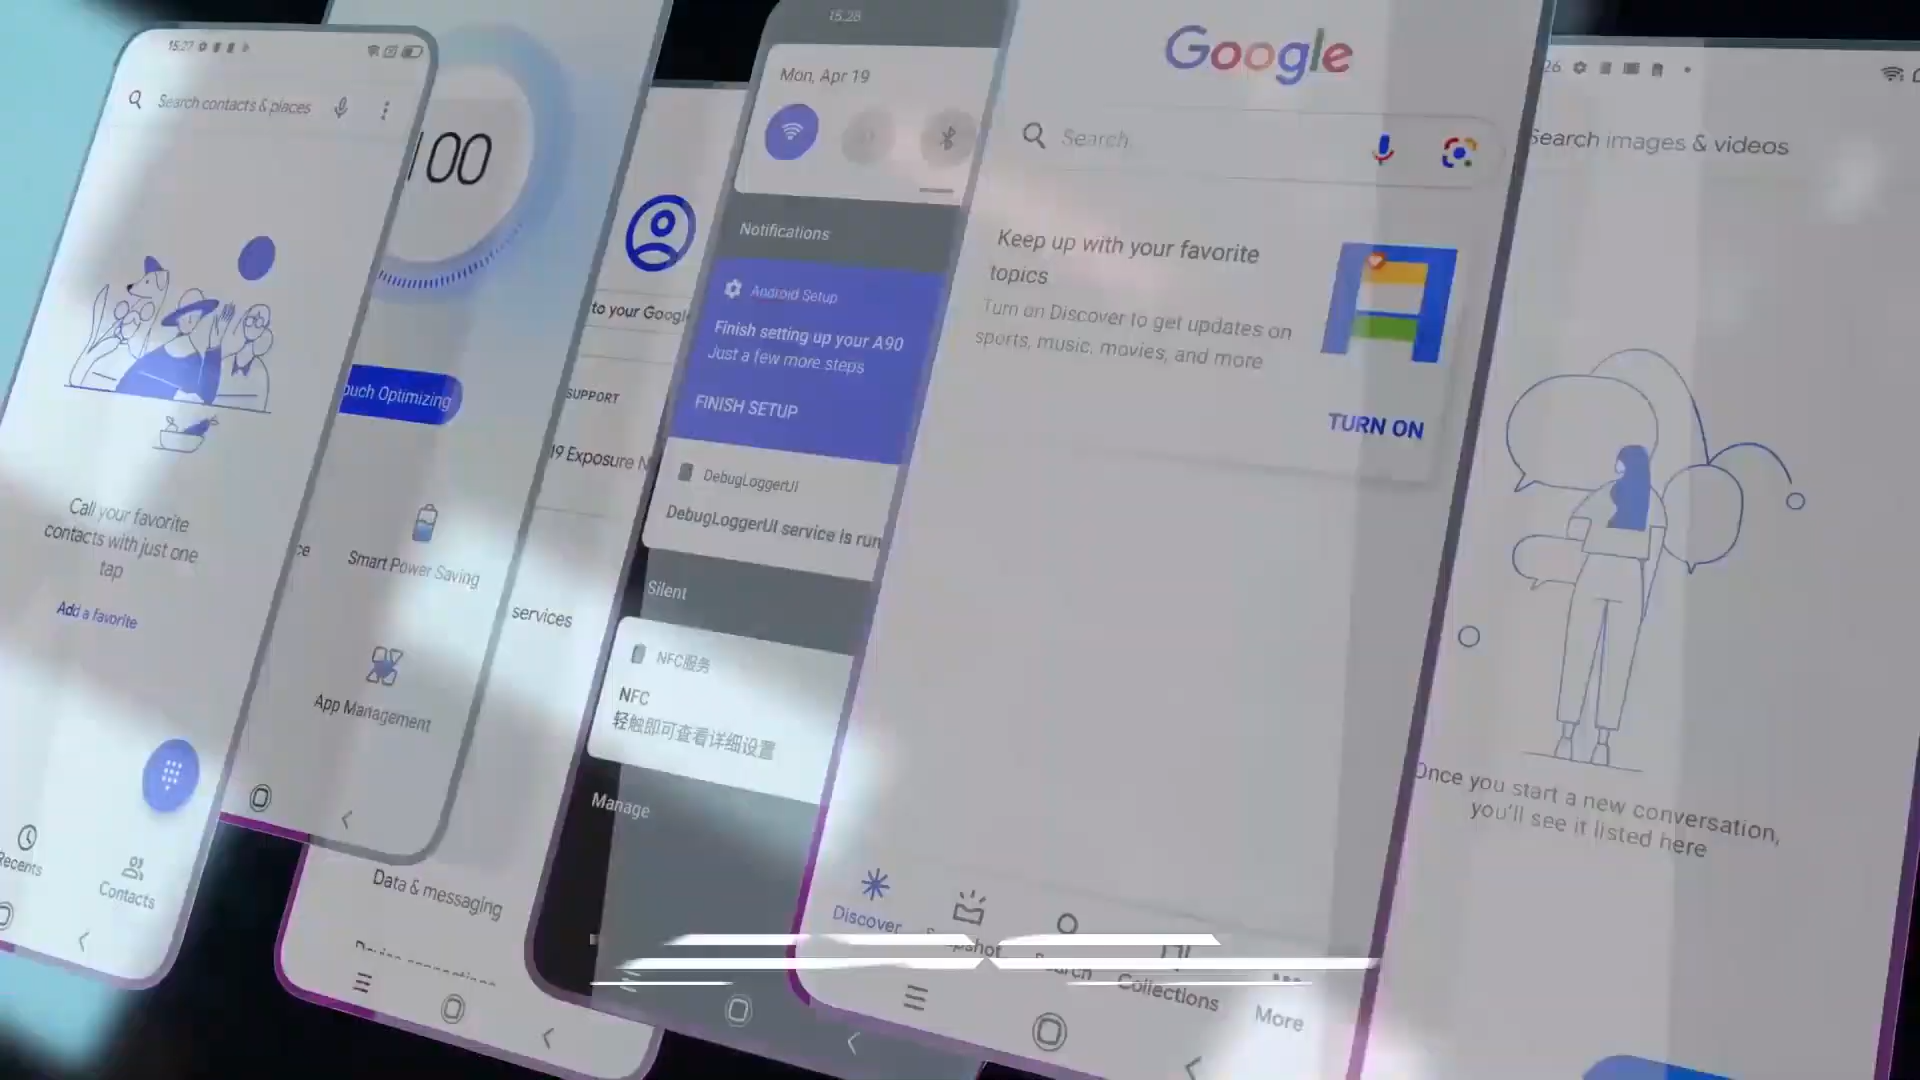 15:27
Search contacts & places
Call your favorite
contacts with just one
tap
Add a favorite
Recents
Contacts
100
ouch Optimizing
ce
Smart Power Saving
App Management
to your Google
SUPPORT
19 Exposure N
services
Data & messaging
15:28
Mon, Apr 19
Notifications
Android Setup
Finish setting up your A90
Just a few more steps
FINISH SETUP
DebugLoggerUI
DebugLoggerUI service is run
Silent
NFC服务
NFC
轻触即可查看详细设置
Manage
Google
Search
Keep up with your favorite
topics
Turn on Discover to get updates on
sports, music, movies, and more
TURN ON
Discover
Collections
More
26
Search images & videos
Once you start a new conversation,
you'll see it listed here